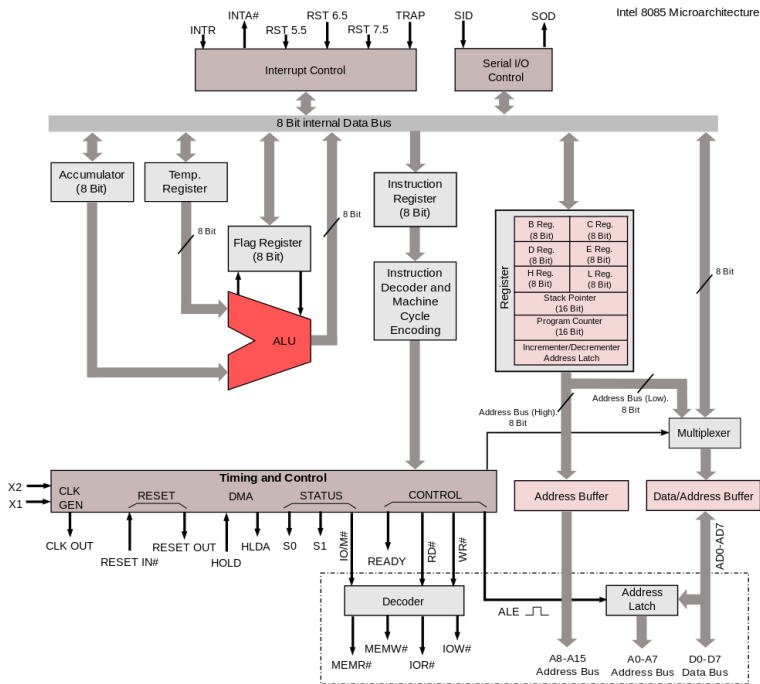 Intel 8085 Microarchitecture
INTR
INTA#
RST 5.5
RST 6.5
RST 7.5
TRAP
SID
SOD
Interrupt Control
Serial I/O
Control
8 Bit internal Data Bus
Accumulator
(8 Bit)
Temp.
Register
Instruction
Register
(8 Bit)
8 Bit
8 Bit
Flag Register
(8 Bit)
ALU
Instruction
Decoder and
Machine
Cycle
Encoding
Register
B Reg.
(8 Bit)
C Reg.
(8 Bit)
D Reg.
(8 Bit)
E Reg.
(8 Bit)
H Reg.
(8 Bit)
L Reg.
(8 Bit)
Stack Pointer
(16 Bit)
Program Counter
(16 Bit)
Incrementer/Decrementer
Address Latch
8 Bit
Address Bus (High).
8 Bit
Address Bus (Low).
8 Bit
Multiplexer
Timing and Control
X2
X1
CLK
GEN
RESET
DMA
STATUS
CONTROL
Address Buffer
Data/Address Buffer
CLK OUT
RESET IN#
RESET OUT
HOLD
HLDA
S0
S1
IO/M#
READY
RD#
WR#
AD0-AD7
Decoder
ALE
Address
Latch
MEMR#
MEMW#
IOR#
IOW#
A8-A15
Address Bus
A0-A7
Address Bus
D0-D7
Data Bus